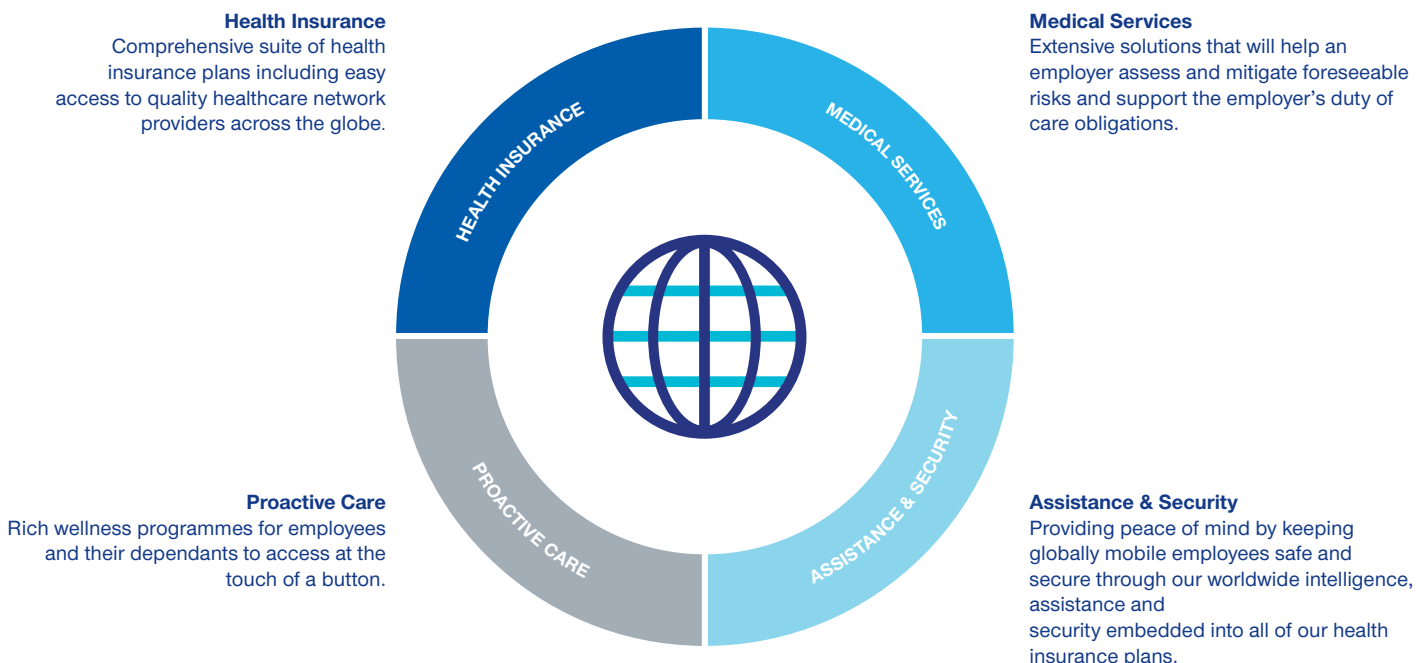 Health Insurance
Comprehensive suite of health
insurance plans including easy
access to quality healthcare network
providers across the globe.
Medical Services
Extensive solutions that will help an
employer assess and mitigate foreseeable
risks and support the employer’s duty of
care obligations.
HEALTH INSURANCE
MEDICAL SERVICES
PROACTIVE CARE
ASSISTANCE & SECURITY
Proactive Care
Rich wellness programmes for employees
and their dependants to access at the
touch of a button.
Assistance & Security
Providing peace of mind by keeping
globally mobile employees safe and
secure through our worldwide intelligence,
assistance and
security embedded into all of our health
insurance plans.